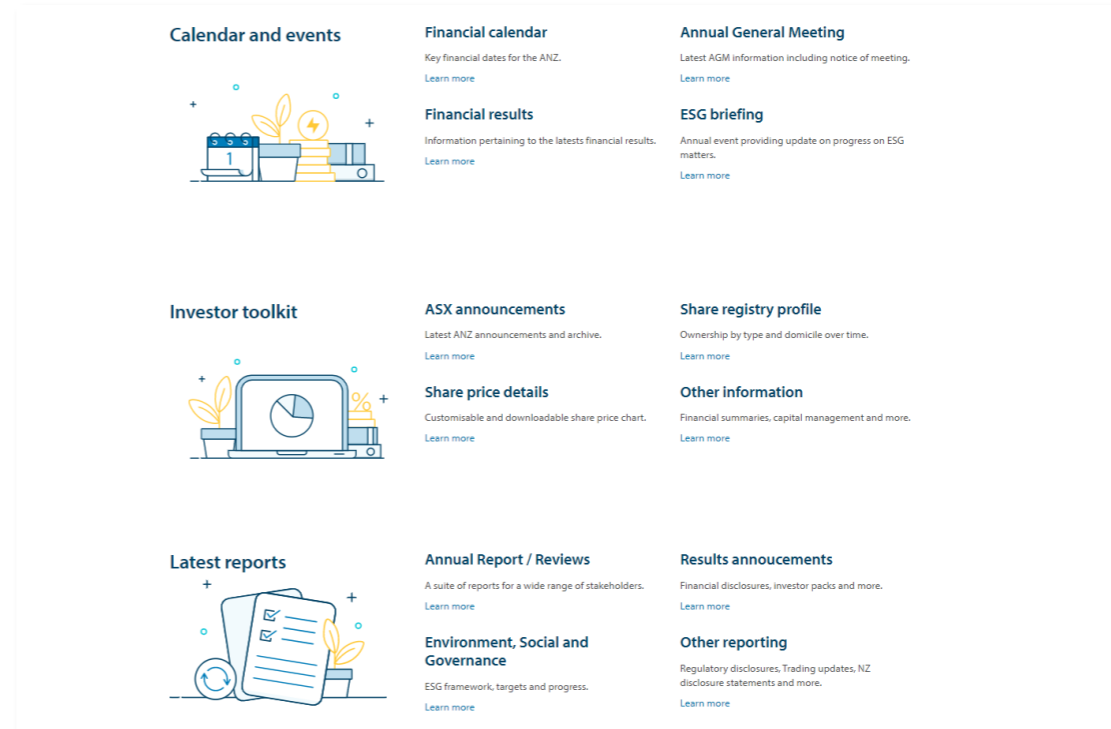 Calendar and events
Financial calendar
Key financial dates for the ANZ.
Learn more
Annual General Meeting
Latest AGM information including notice of meeting.
Learn more
Financial results
Information pertaining to the latests financial results.
Learn more
ESG briefing
Annual event providing update on progress on ESG
matters.
Learn more
1
Investor toolkit
ASX announcements
Latest ANZ announcements and archive.
Learn more
Share registry profile
Ownership by type and domicile over time.
Learn more
Share price details
Customisable and downloadable share price chart.
Learn more
Other information
Financial summaries, capital management and more.
Learn more
%
Latest reports
Annual Report / Reviews
A suite of reports for a wide range of stakeholders.
Learn more
Results annoucements
Financial disclosures, investor packs and more.
Learn more
Environment, Social and
Governance
ESG framework, targets and progress.
Learn more
Other reporting
Regulatory disclosures, Trading updates, NZ
disclosure statements and more.
Learn more